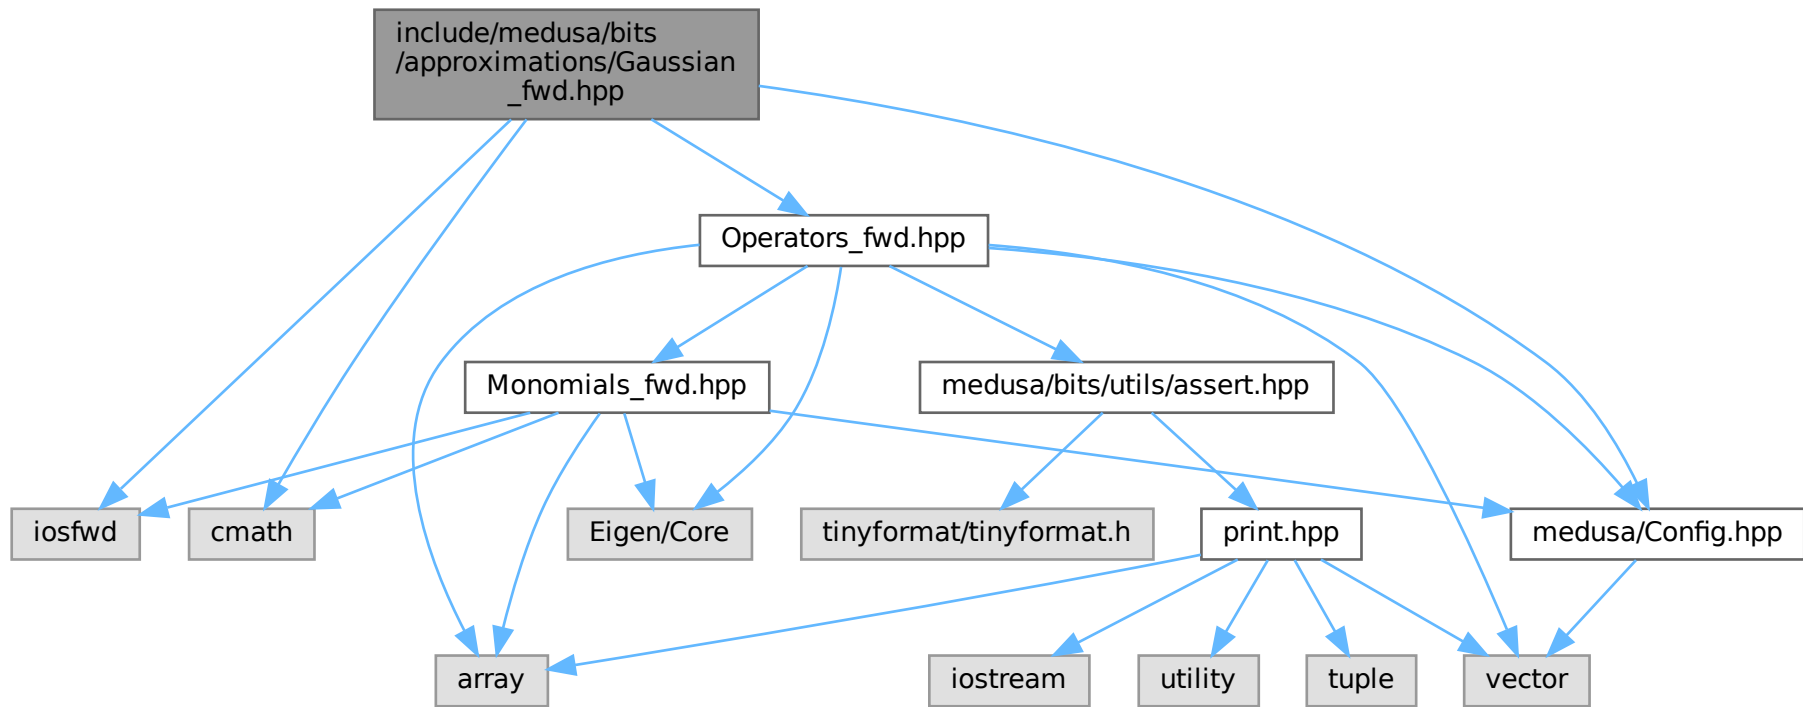 include/medusa/bits
/approximations/Gaussian
_fwd.hpp
Operators_fwd.hpp
Monomials_fwd.hpp
medusa/bits/utils/assert.hpp
iosfwd
cmath
Eigen/Core
tinyformat/tinyformat.h
print.hpp
medusa/Config.hpp
array
iostream
utility
tuple
vector